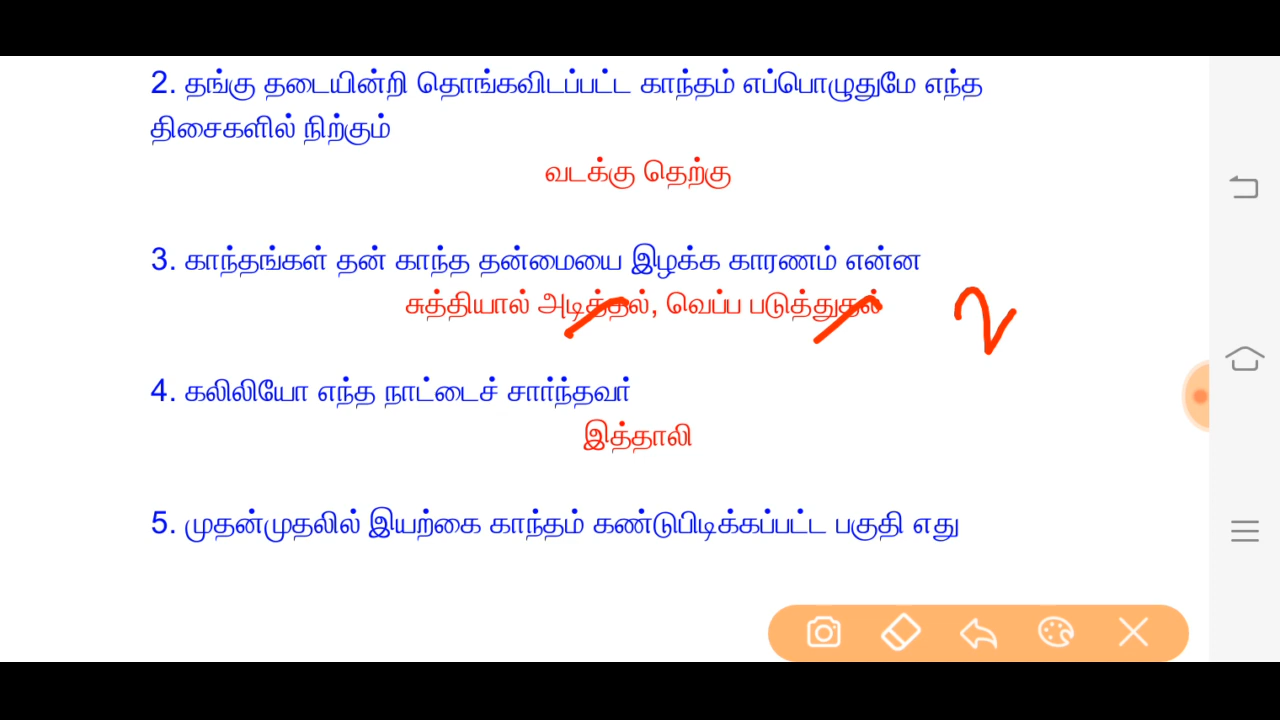 2. தங்கு தடையின்றி தொங்கவிடப்பட்ட காந்தம் எப்பொழுதுமே எந்த
திசைகளில் நிற்கும்
வடக்கு தெற்கு
3. காந்தங்கள் தன் காந்த தன்மையை இழக்க காரணம் என்ன
சுத்தியால் அடித்தல், வெப்ப படுத்துதல்
4. கலிலியோ எந்த நாட்டைச் சார்ந்தவர்
இத்தாலி
5. முதன்முதலில் இயற்கை காந்தம் கண்டுபிடிக்கப்பட்ட பகுதி எது